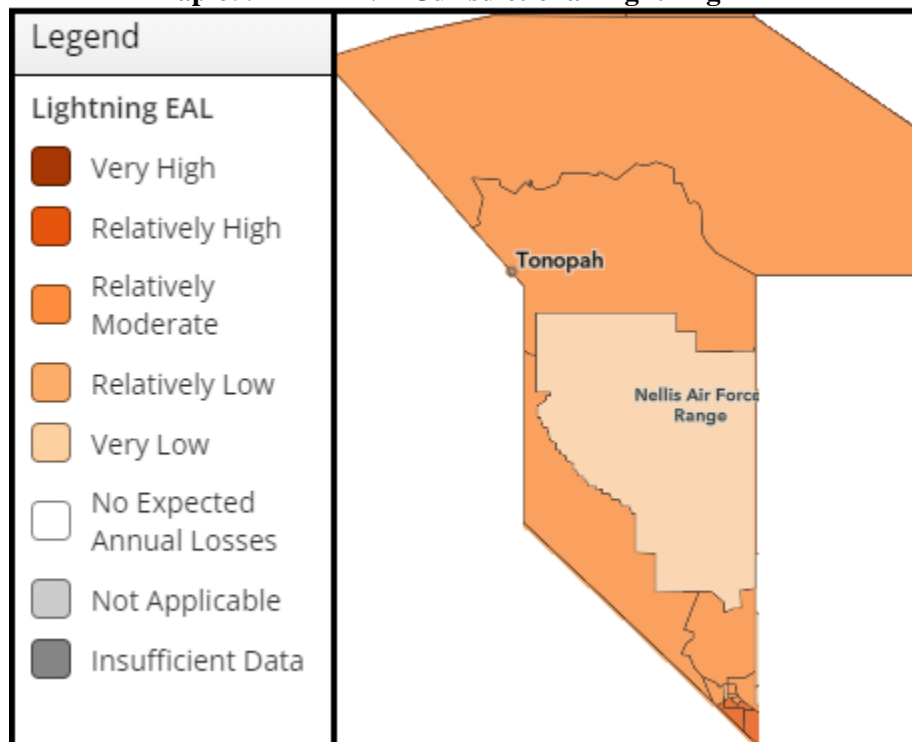 Legend
Lightning EAL
Very High
Relatively High
Relatively
Moderate
Relatively Low
Very Low
No Expected
Annual Losses
Not Applicable
Insufficient Data
Tonopah
Nellis Air Force
Range